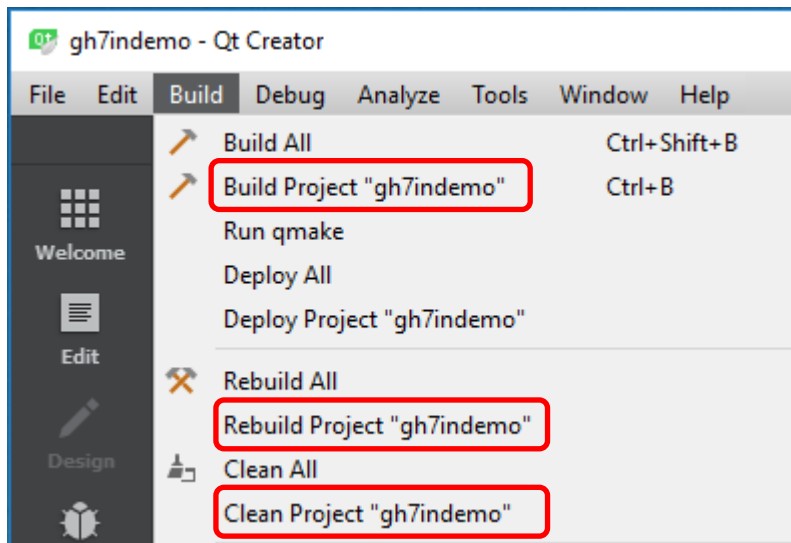 gh7indemo - Qt Creator
File Edit Build Debug Analyze Tools Window Help
Build All Ctrl+Shift+B
Build Project "gh7indemo" Ctrl+B
Run qmake
Deploy All
Deploy Project "gh7indemo"
Rebuild All
Rebuild Project "gh7indemo"
Clean All
Clean Project "gh7indemo"
Welcome
Edit
Design